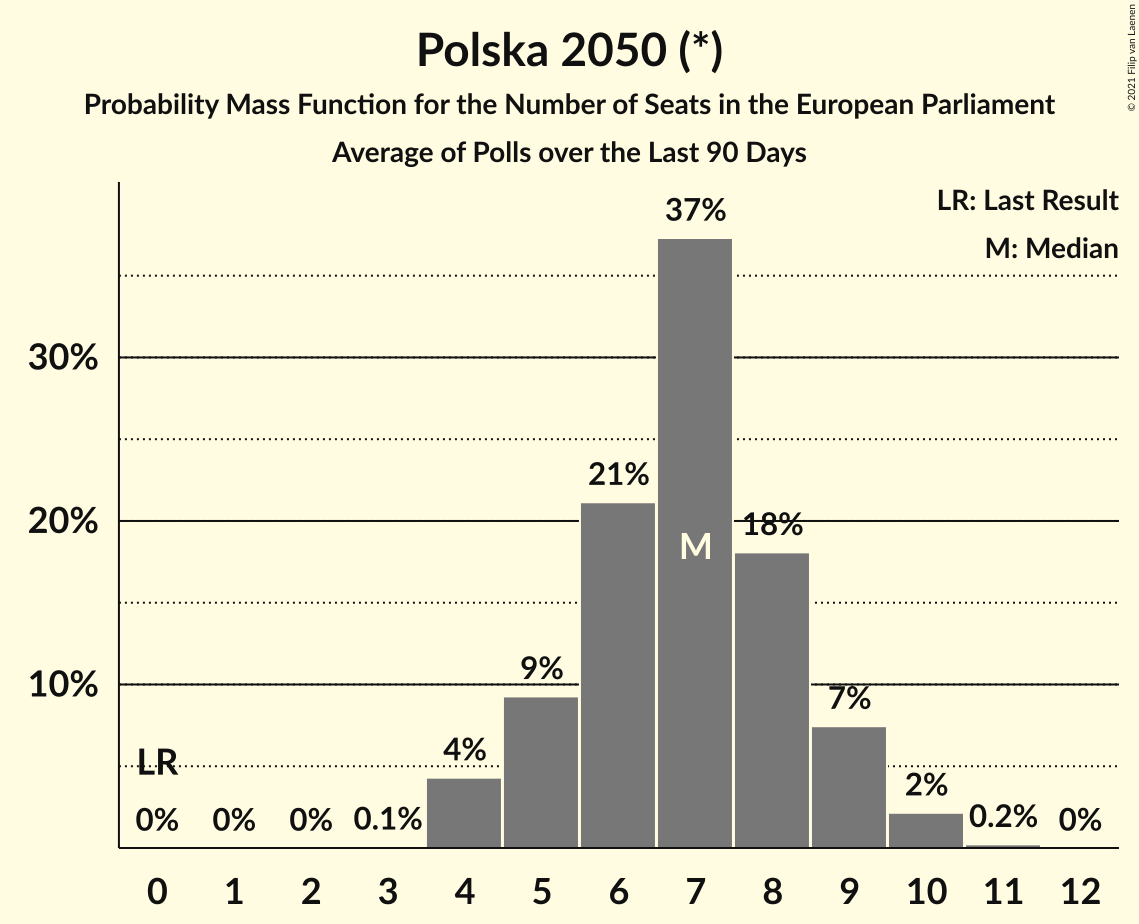 Polska 2050 (*)
Probability Mass Function for the Number of Seats in the European Parliament
Average of Polls over the Last 90 Days
© 2021 Filip van Laenen
LR: Last Result
M: Median
37%
30%
21%
20%
18%
M
9%
10%
7%
4%
LR
2%
0% 0% 0% 0.1% 0.2% 0%
0 1 2 3 4 5 6 7 8 9 10 11 12